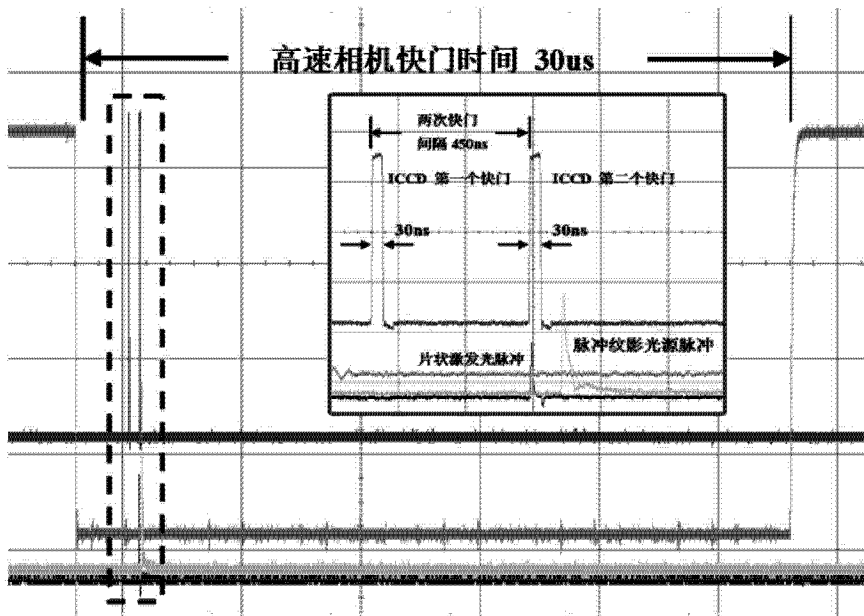 高速相机快门时间 30us
两次快门
间隔 450ns
ICCD 第一个快门
ICCD 第二个快门
30ns
30ns
片状激发光脉冲
脉冲纹影光源脉冲